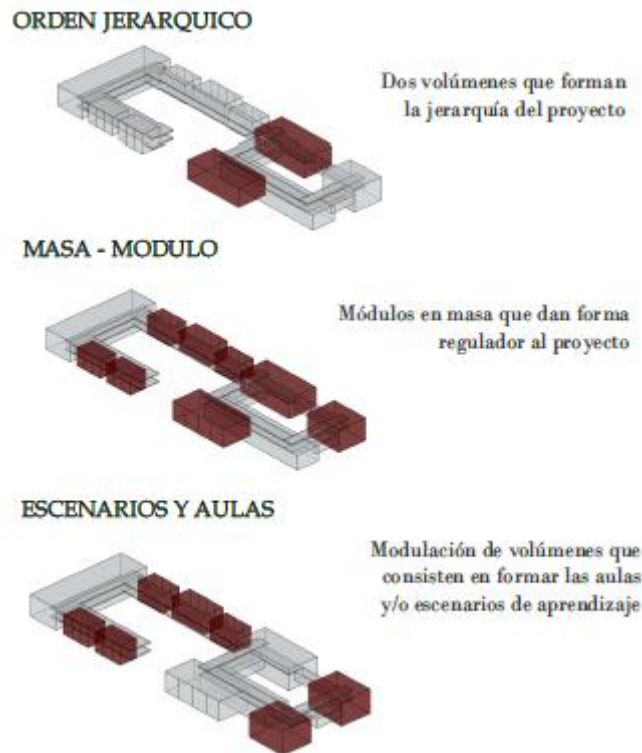 ORDEN JERARQUICO
Dos volúmenes que forman
la jerarquía del proyecto
MASA - MODULO
Módulos en masa que dan forma
regulador al proyecto
ESCENARIOS Y AULAS
Modulación de volúmenes que
consisten en formar las aulas
y/o escenarios de aprendizaje